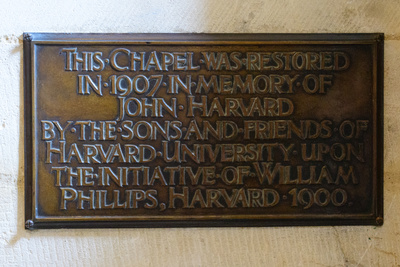 THIS·CHAPEL·WAS·RESTORED
IN·1907·IN·MEMORY·OF
JOHN·HARVARD
BY·THE·SONS·AND·FRIENDS·OF
HARVARD·UNIVERSITY·UPON
THE·INITIATIVE·OF·WILLIAM
PHILLIPS, HARVARD·1900.